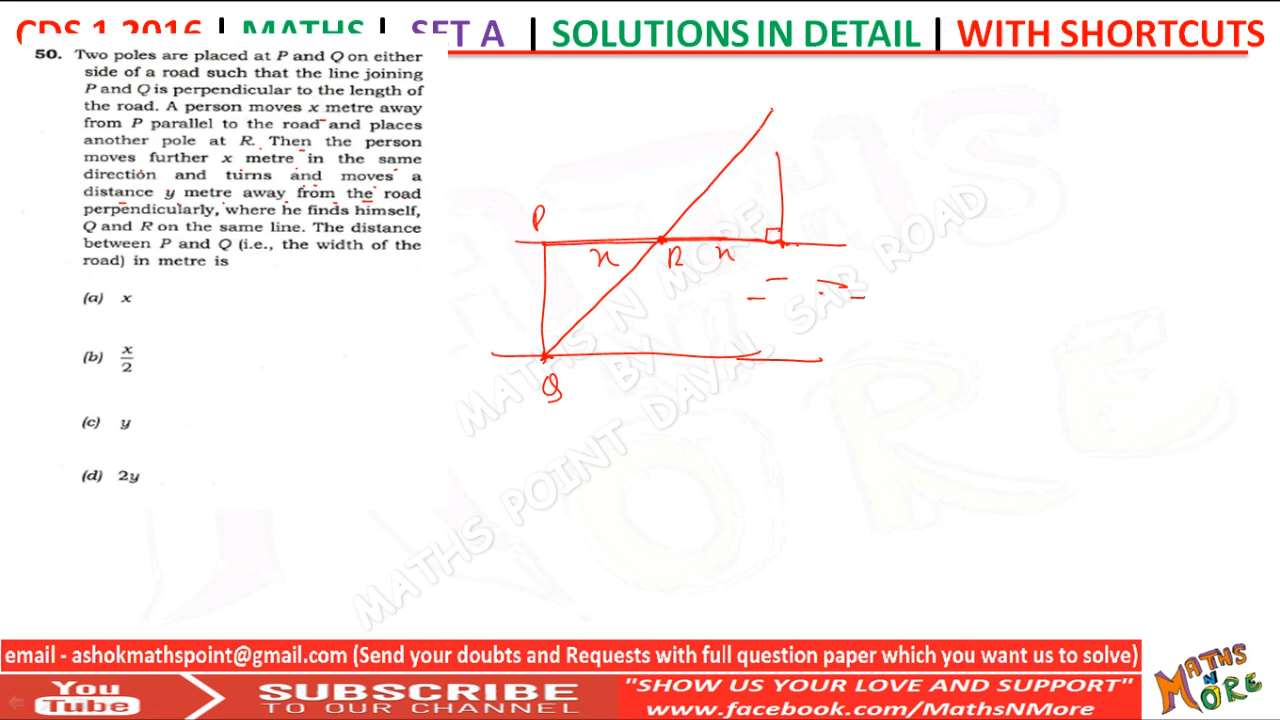 CDS 1 2016 | MATHS | SET A | SOLUTIONS IN DETAIL | WITH SHORTCUTS
50. Two poles are placed at P and Q on either
side of a road such that the line joining
P and Q is perpendicular to the length of
the road. A person moves x metre away
from P parallel to the road and places
another pole at R. Then the person
moves further x metre in the same
direction and turns and moves a
distance y metre away from the road
perpendicularly, where he finds himself,
Q and R on the same line. The distance
between P and Q (i.e., the width of the
road) in metre is
(a) x
(b) x/2
(c) y
(d) 2y
P
x R x
Q
MATHS N MORE
BY
MATHS POINT DAYAL SAR ROAD
email - ashokmathspoint@gmail.com (Send your doubts and Requests with full question paper which you want us to solve)
You Tube
SUBSCRIBE
TO OUR CHANNEL
"SHOW US YOUR LOVE AND SUPPORT"
www.facebook.com/MathsNMore
MATHS
N
MORE